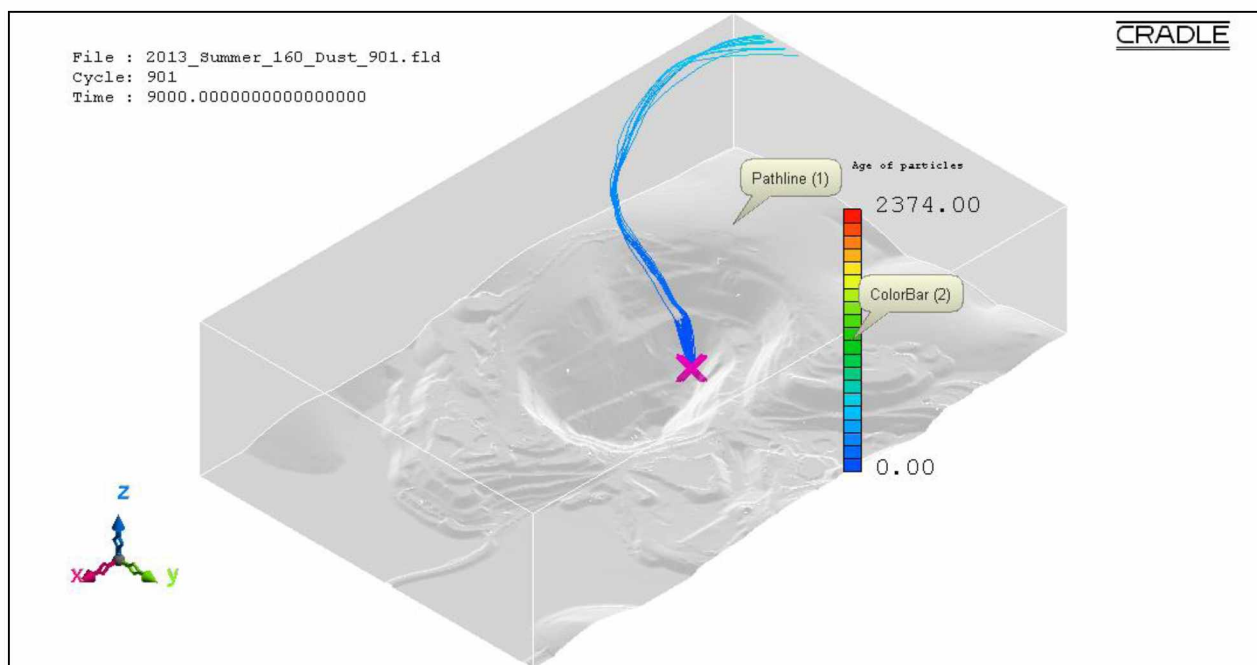 File : 2013_Summer_160_Dust_901.fld
Cycle: 901
Time : 9000.0000000000000000
CRADLE
Age of particles
Pathline (1)
2374.00
ColorBar (2)
0.00
z
x
y